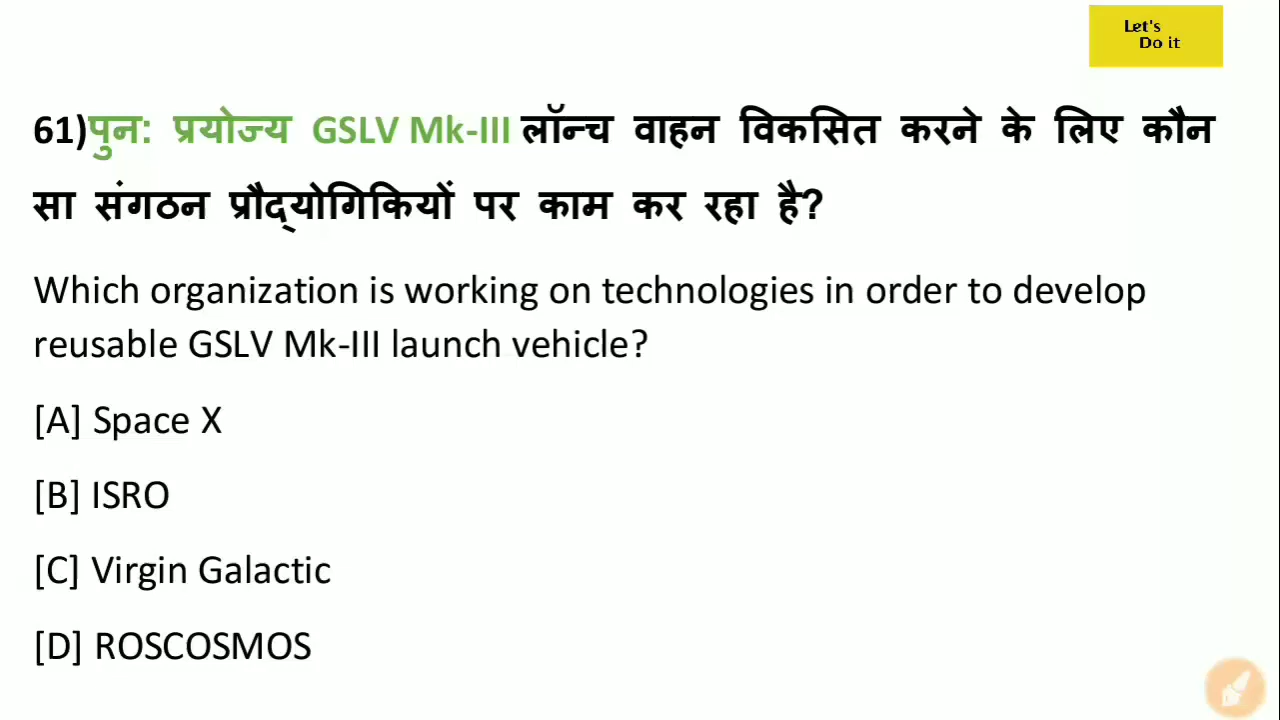 Let's
Do it
61)पुन: प्रयोज्य GSLV Mk-III लॉन्च वाहन विकसित करने के लिए कौन
सा संगठन प्रौद्योगिकियों पर काम कर रहा है?
Which organization is working on technologies in order to develop
reusable GSLV Mk-III launch vehicle?
[A] Space X
[B] ISRO
[C] Virgin Galactic
[D] ROSCOSMOS